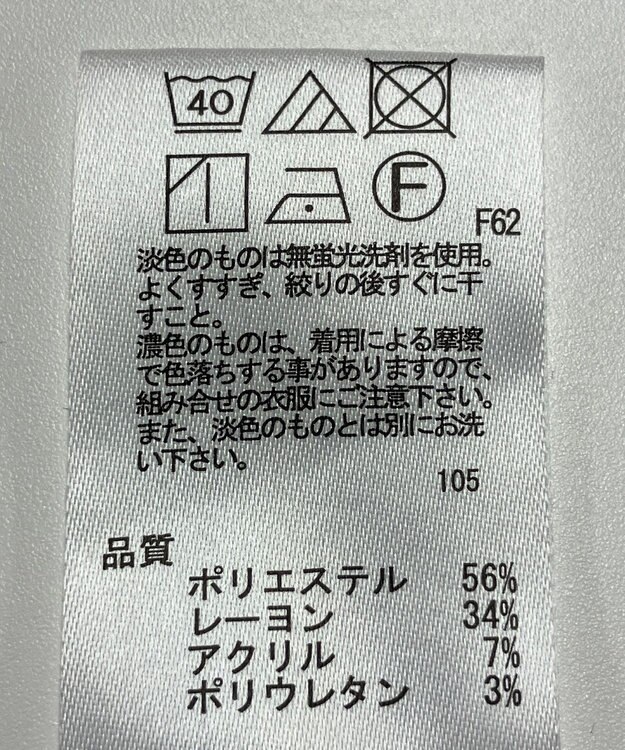 40
F
F62
淡色のものは無蛍光洗剤を使用。
よくすすぎ、絞りの後すぐに干
すこと。
濃色のものは、着用による摩擦
で色落ちする事がありますので、
組み合せの衣服にご注意下さい。
また、淡色のものとは別にお洗
い下さい。
105
品質
ポリエステル 56%
レーヨン 34%
アクリル 7%
ポリウレタン 3%